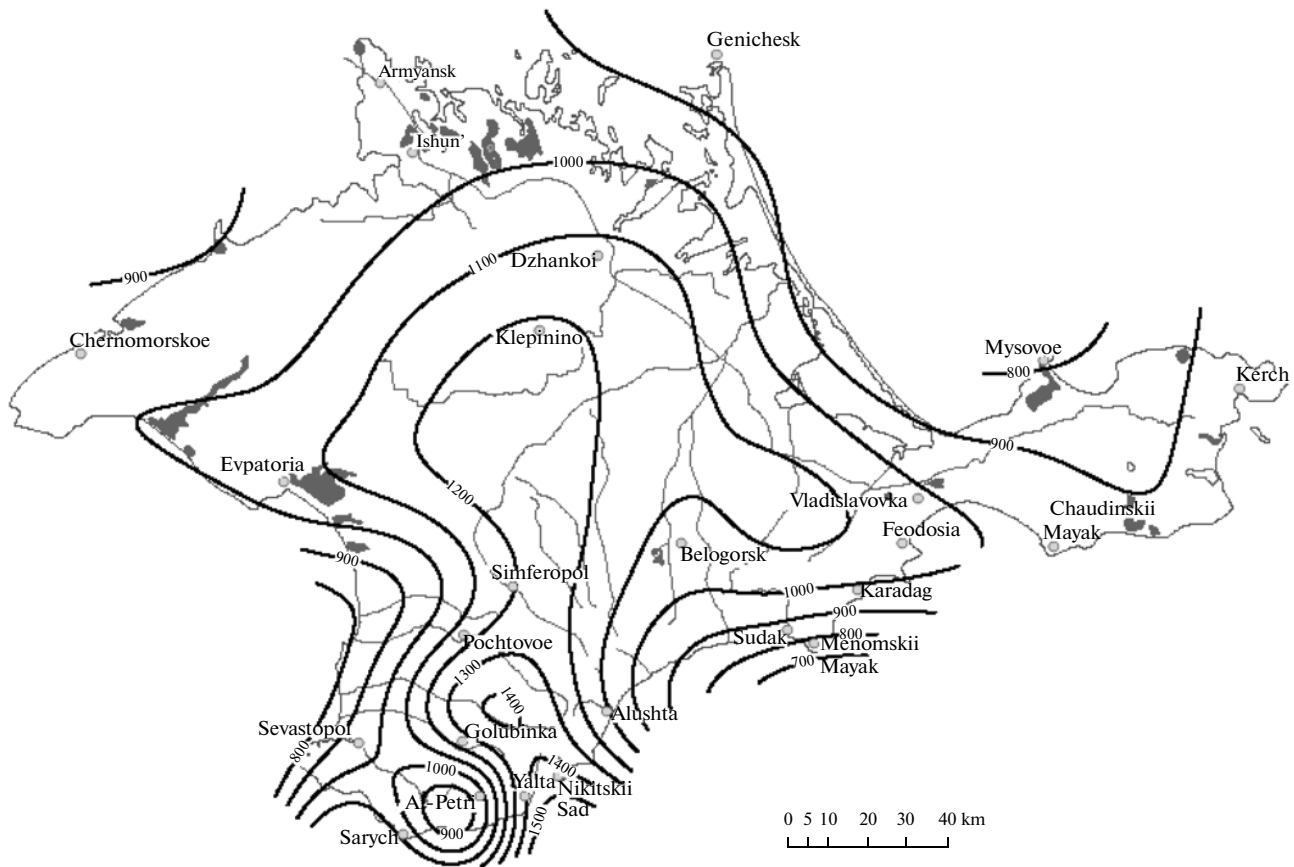 Genichesk
Armyansk
Ishun'
1000
1100
Dzhankoi
900
Klepinino
Chernomorskoe
Mysovoe
800
Kerch
900
Evpatoria
1200
Vladislavovka
Chaudinskii
Mayak
Feodosia
900
Belogorsk
Simferopol
1000
Karadag
900
Sudak
800
Menomskii
Mayak
Pochtovoe
700
1300
1400
Alushta
Sevastopol
Golubinka
800
1000
1400
Yalta
Nikitskii
Sad
Ai-Petri
1500
900
Sarych
0 5 10 20 30 40 km